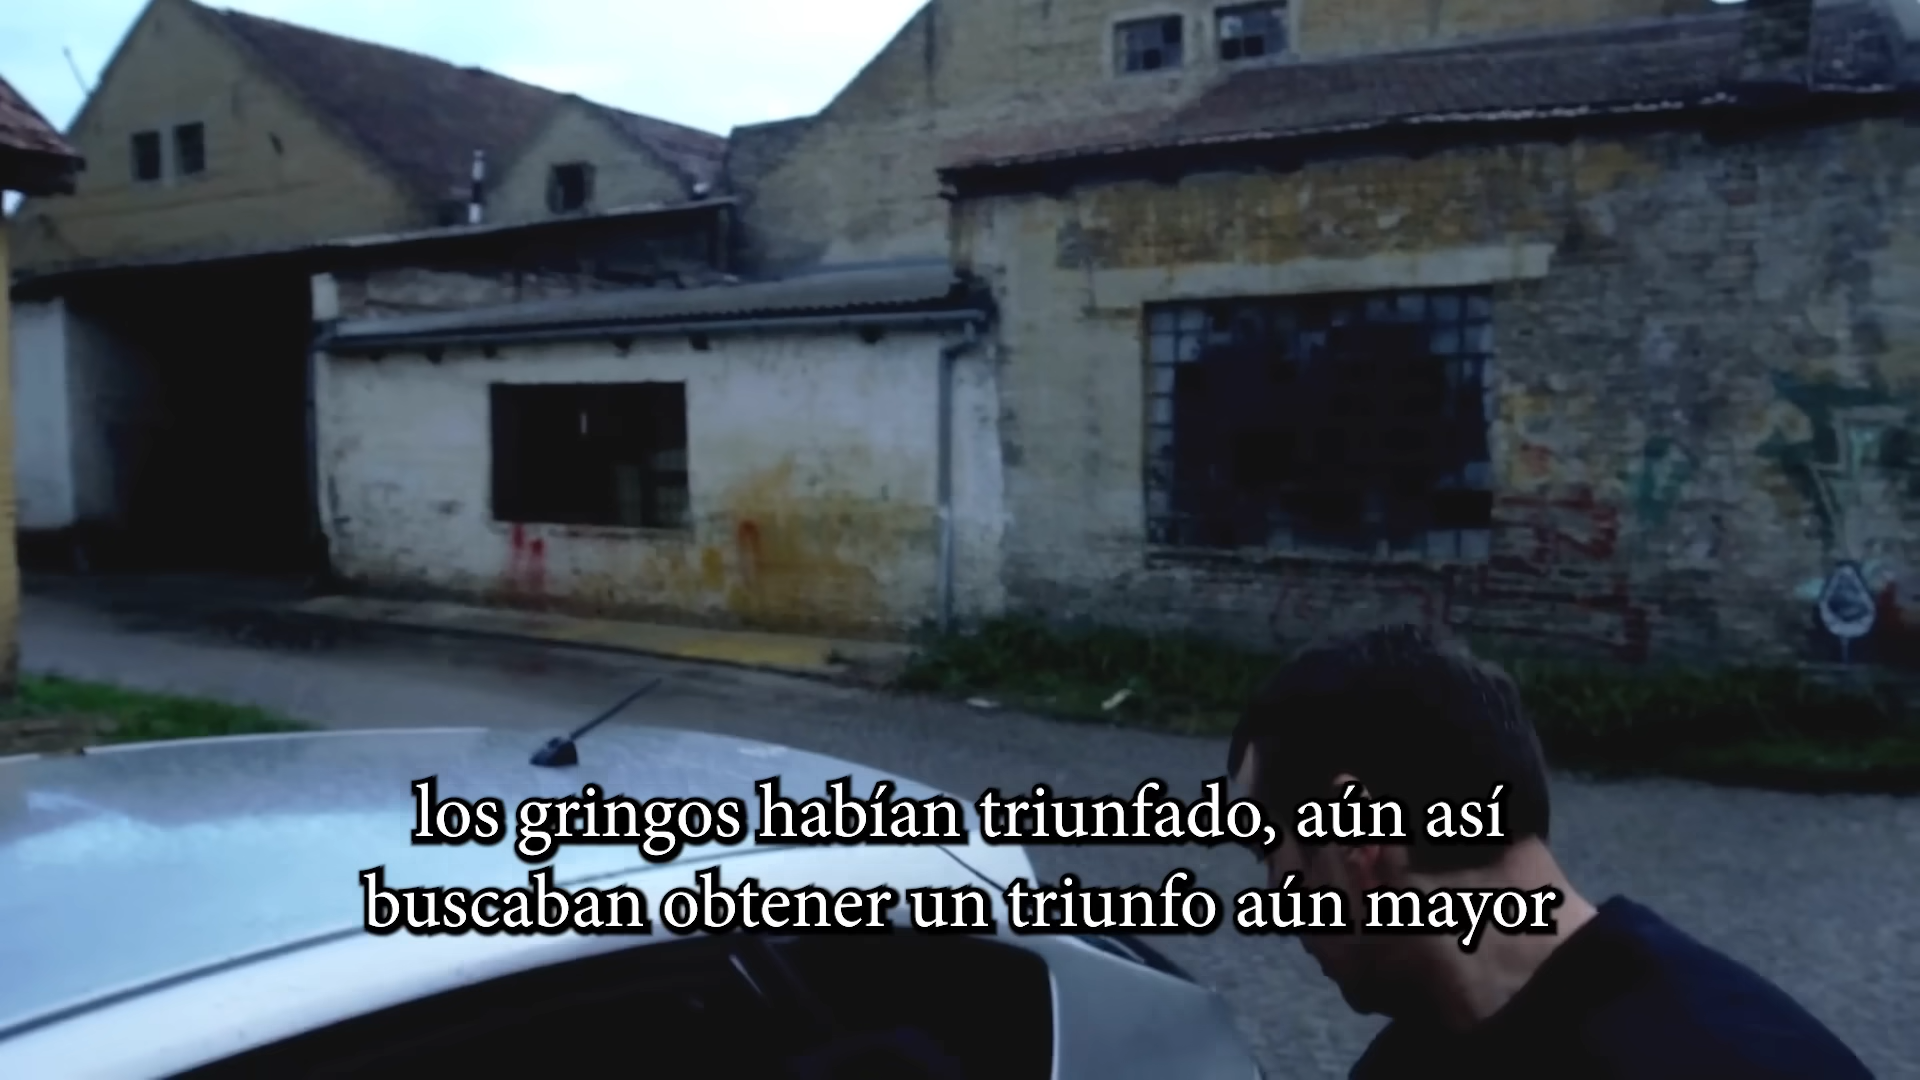 los gringos habían triunfado, aún así
buscaban obtener un triunfo aún mayor